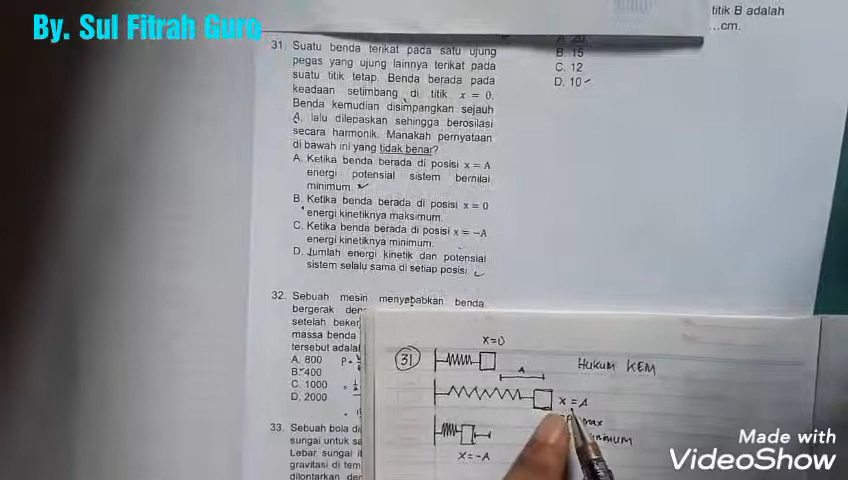 By. Sul Fitrah Guro
titik B adalah
...cm.
31. Suatu benda terikat pada satu ujung
pegas yang ujung lainnya terikat pada
suatu titik tetap. Benda berada pada
keadaan setimbang di titik x = 0.
Benda kemudian disimpangkan sejauh
A. lalu dilepaskan sehingga berosilasi
secara harmonik. Manakah pernyataan
di bawah ini yang tidak benar?
A. Ketika benda berada di posisi x = A
energi potensial sistem bernilai
minimum.
B. Ketika benda berada di posisi x = 0
energi kinetiknya maksimum.
C. Ketika benda berada di posisi x = -A
energi kinetiknya minimum.
D. Jumlah energi kinetik dan potensial
sistem selalu sama di setiap posisi.
B. 15
C. 12
D. 10
32. Sebuah mesin menyebabkan benda
bergerak
setelah
massa benda
tersebut
A. 800
B. 400
C. 1000
D. 2000
33. Sebuah bola
sungai untuk
Lebar sungai
gravitasi di
dilontarkan
31
x=0
HUKUM KEM
A
x = A
max
x=-A
Made with
VideoShow